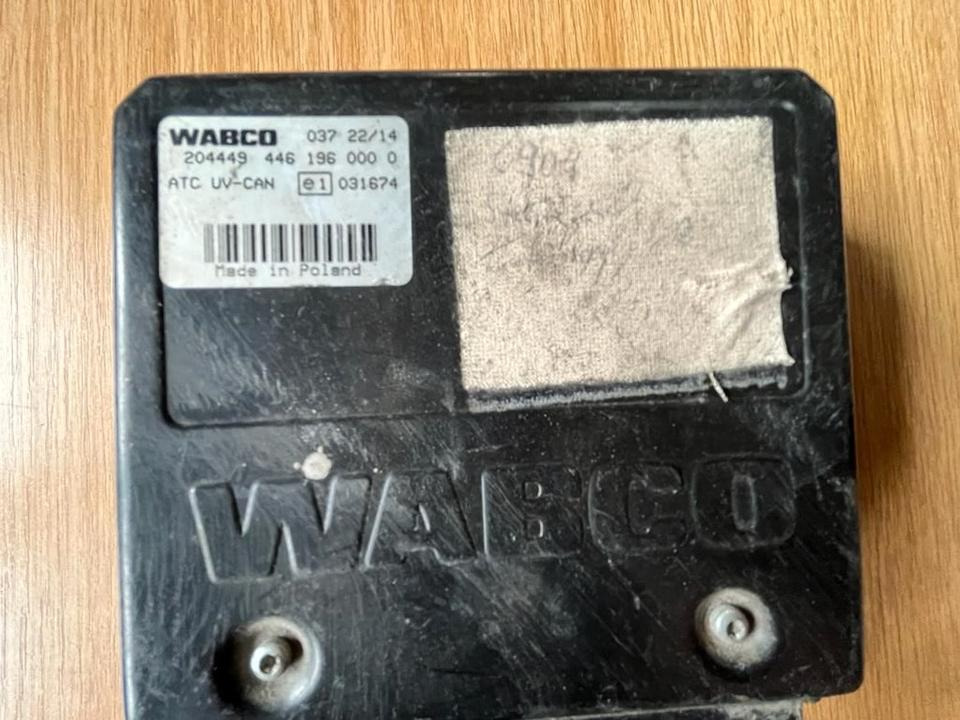 WABCO 037 22/14
204449 446 196 000 0
ATC UV-CAN e1 031674
Made in Poland
WABCO